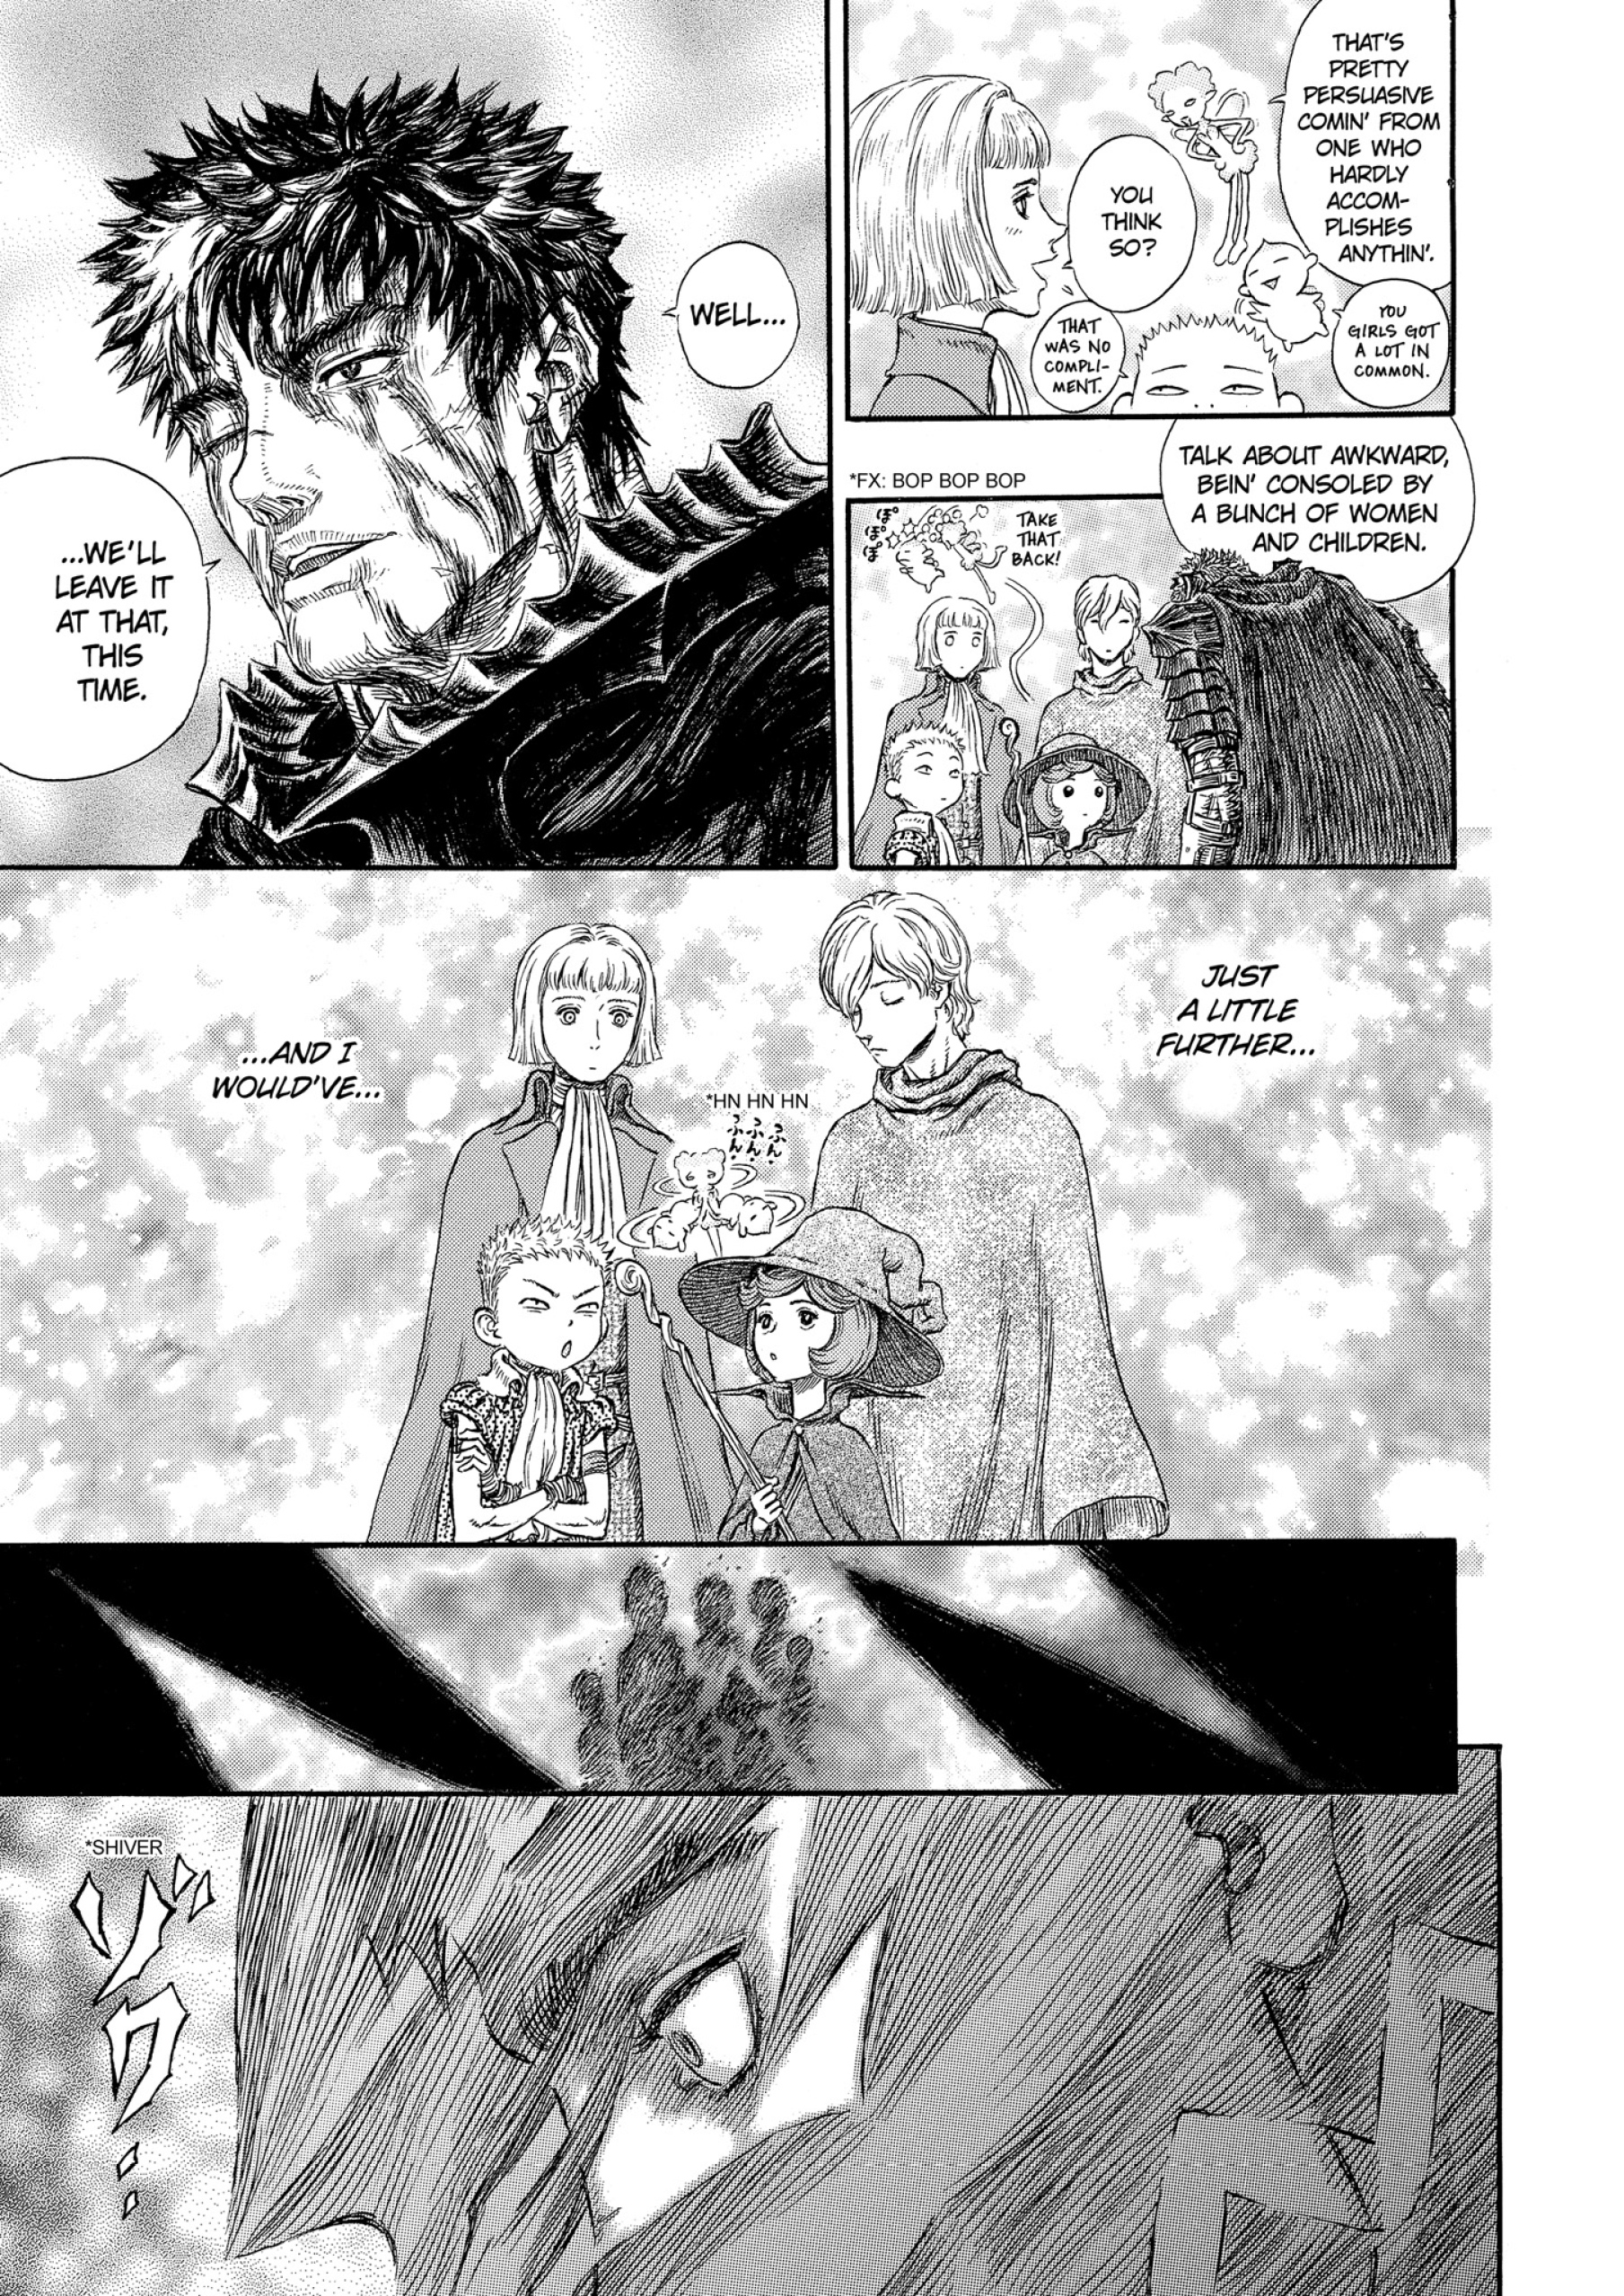 THAT'S
PRETTY
PERSUASIVE
COMIN' FROM
ONE WHO
HARDLY
ACCOM-
PLISHES
ANYTHIN'.
YOU
GIRLS GOT
A LOT IN
COMMON.
YOU
THINK
SO?
THAT
WAS NO
COMPLI-
MENT.
TALK ABOUT AWKWARD,
BEIN' CONSOLED BY
A BUNCH OF WOMEN
AND CHILDREN.
*FX: BOP BOP BOP
TAKE
THAT
BACK!
ぽ
ぽ
ぽ
WELL...
...WE'LL
LEAVE IT
AT THAT,
THIS
TIME.
JUST
A LITTLE
FURTHER...
*HN HN HN
ふん
ふん
ふん
...AND I
WOULD'VE...
*SHIVER
ゾク